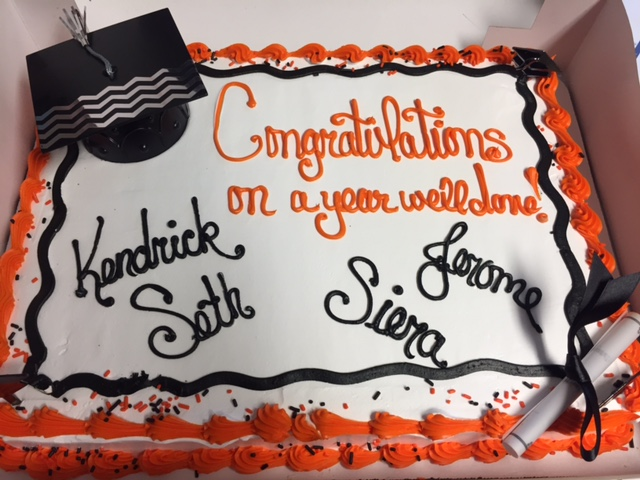 Congratulations
on a year well done!
Kendrick
Seth
Jerome
Siera